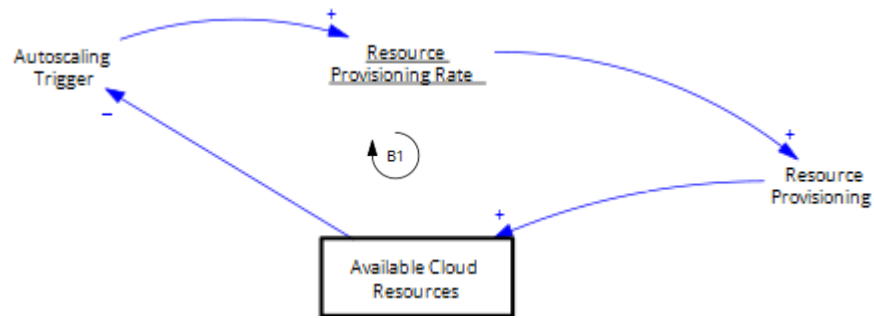 +
Autoscaling
Trigger
Resource
Provisioning Rate
−
B1
+
Resource
Provisioning
+
Available Cloud
Resources